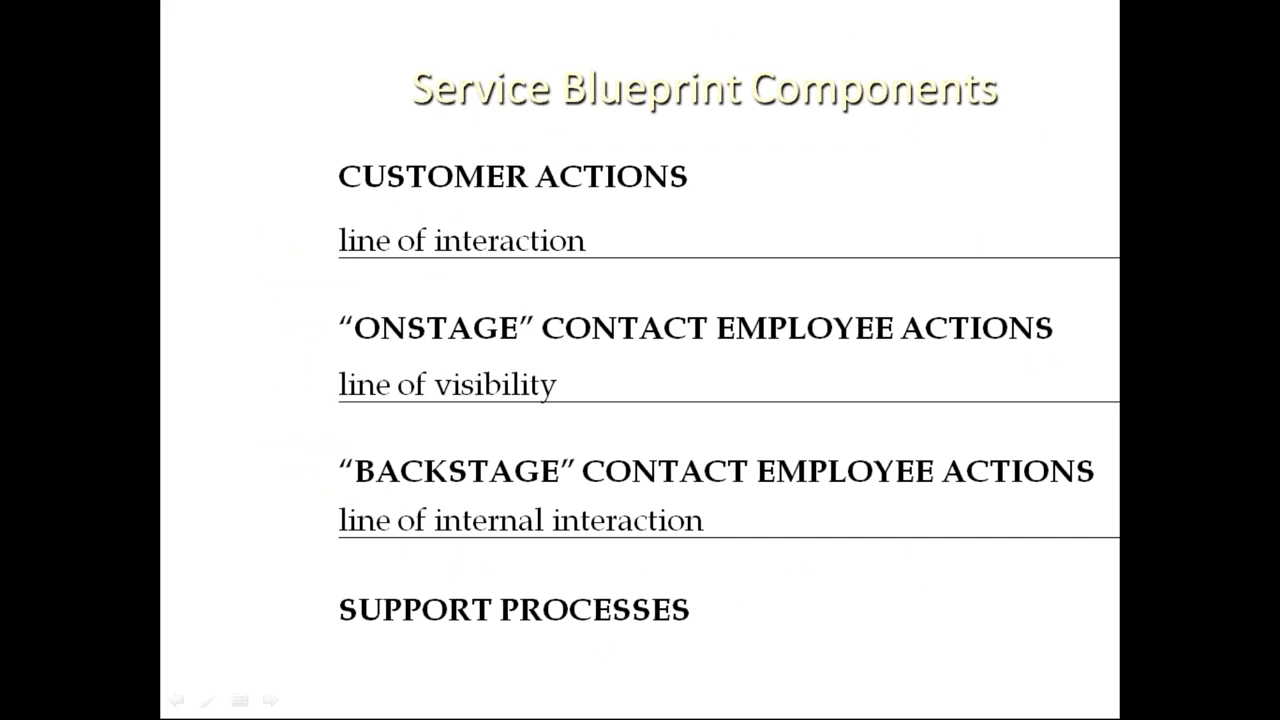 Service Blueprint Components
CUSTOMER ACTIONS
line of interaction
“ONSTAGE” CONTACT EMPLOYEE ACTIONS
line of visibility
“BACKSTAGE” CONTACT EMPLOYEE ACTIONS
line of internal interaction
SUPPORT PROCESSES